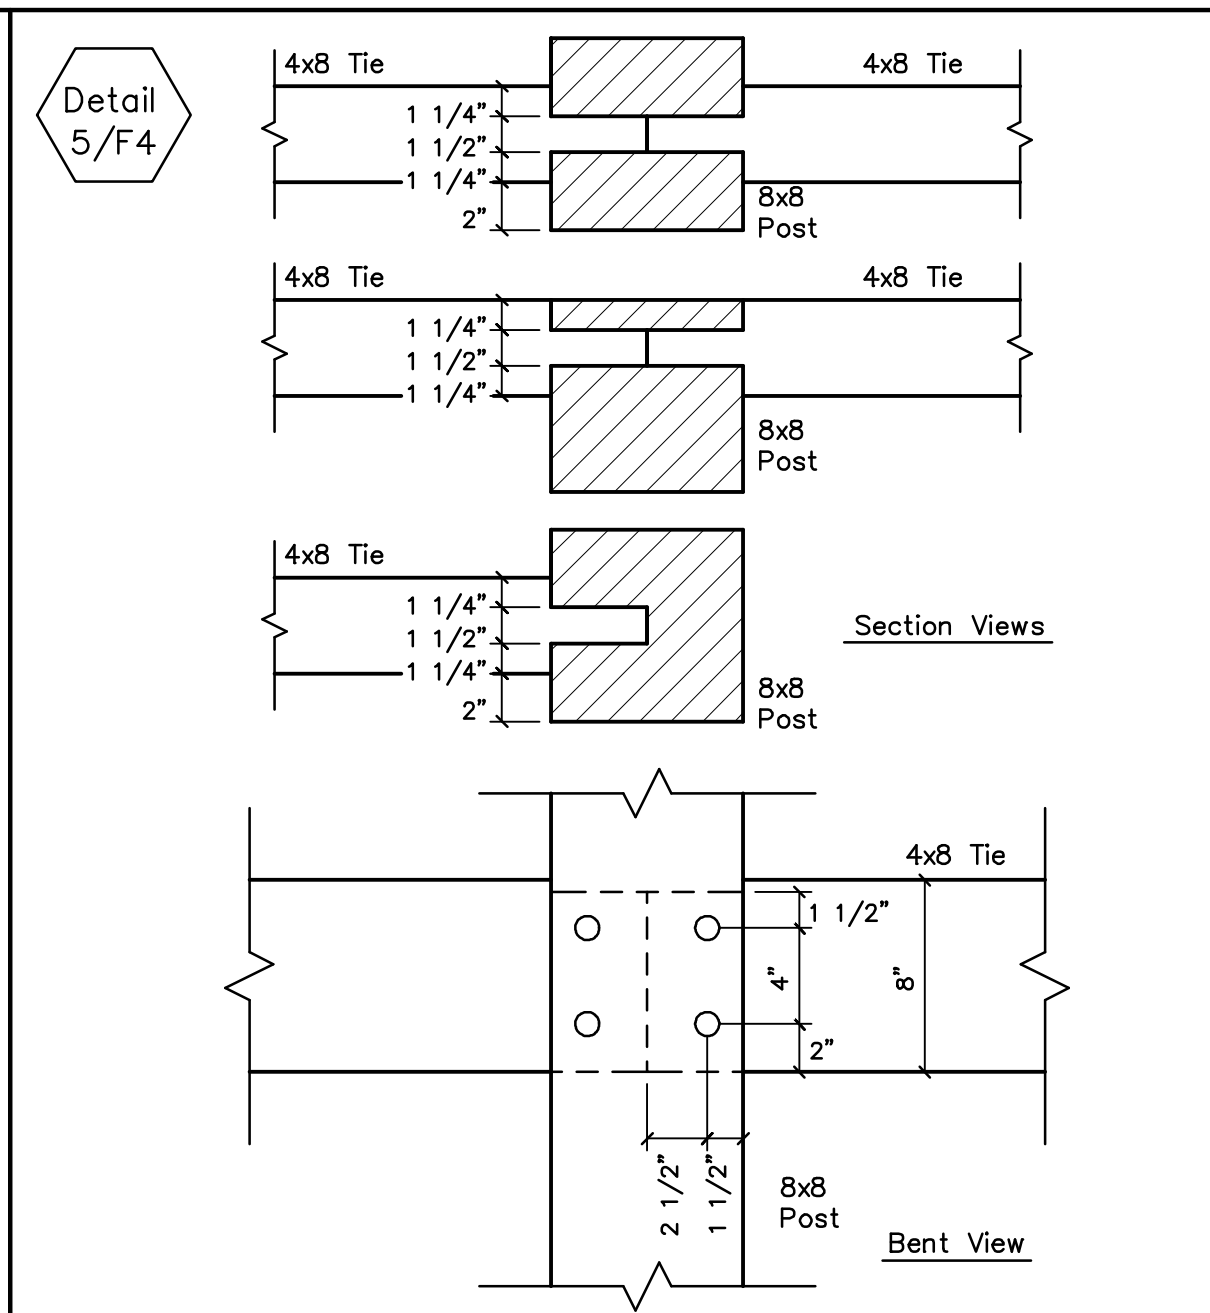 Detail
5/F4
4x8 Tie
4x8 Tie
1 1/4"
1 1/2"
1 1/4"
2"
8x8
Post
4x8 Tie
4x8 Tie
1 1/4"
1 1/2"
1 1/4"
8x8
Post
4x8 Tie
1 1/4"
1 1/2"
1 1/4"
2"
Section Views
8x8
Post
4x8 Tie
1 1/2"
4"
8"
2"
2 1/2"
1 1/2"
8x8
Post
Bent View